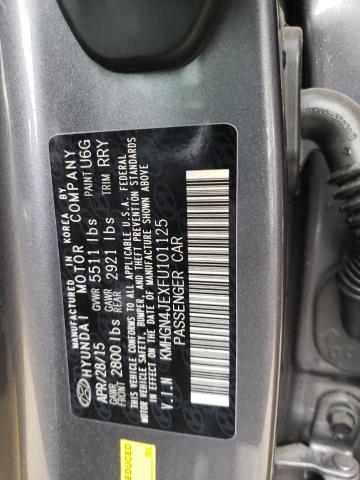 MANUFACTURED IN KOREA BY
HYUNDAI MOTOR COMPANY
APR/28/15 GVWR 5511 lbs PAINT U6G
GAWR FRONT 2800 lbs GAWR REAR 2921 lbs TRIM RRY
THIS VEHICLE CONFORMS TO ALL APPLICABLE U.S.A. FEDERAL
MOTOR VEHICLE SAFETY, BUMPER, AND THEFT PREVENTION STANDARDS
IN EFFECT ON THE DATE OF MANUFACTURE SHOWN ABOVE
V.I.N KMHGN4JEXFU101125
PASSENGER CAR
REDUCED